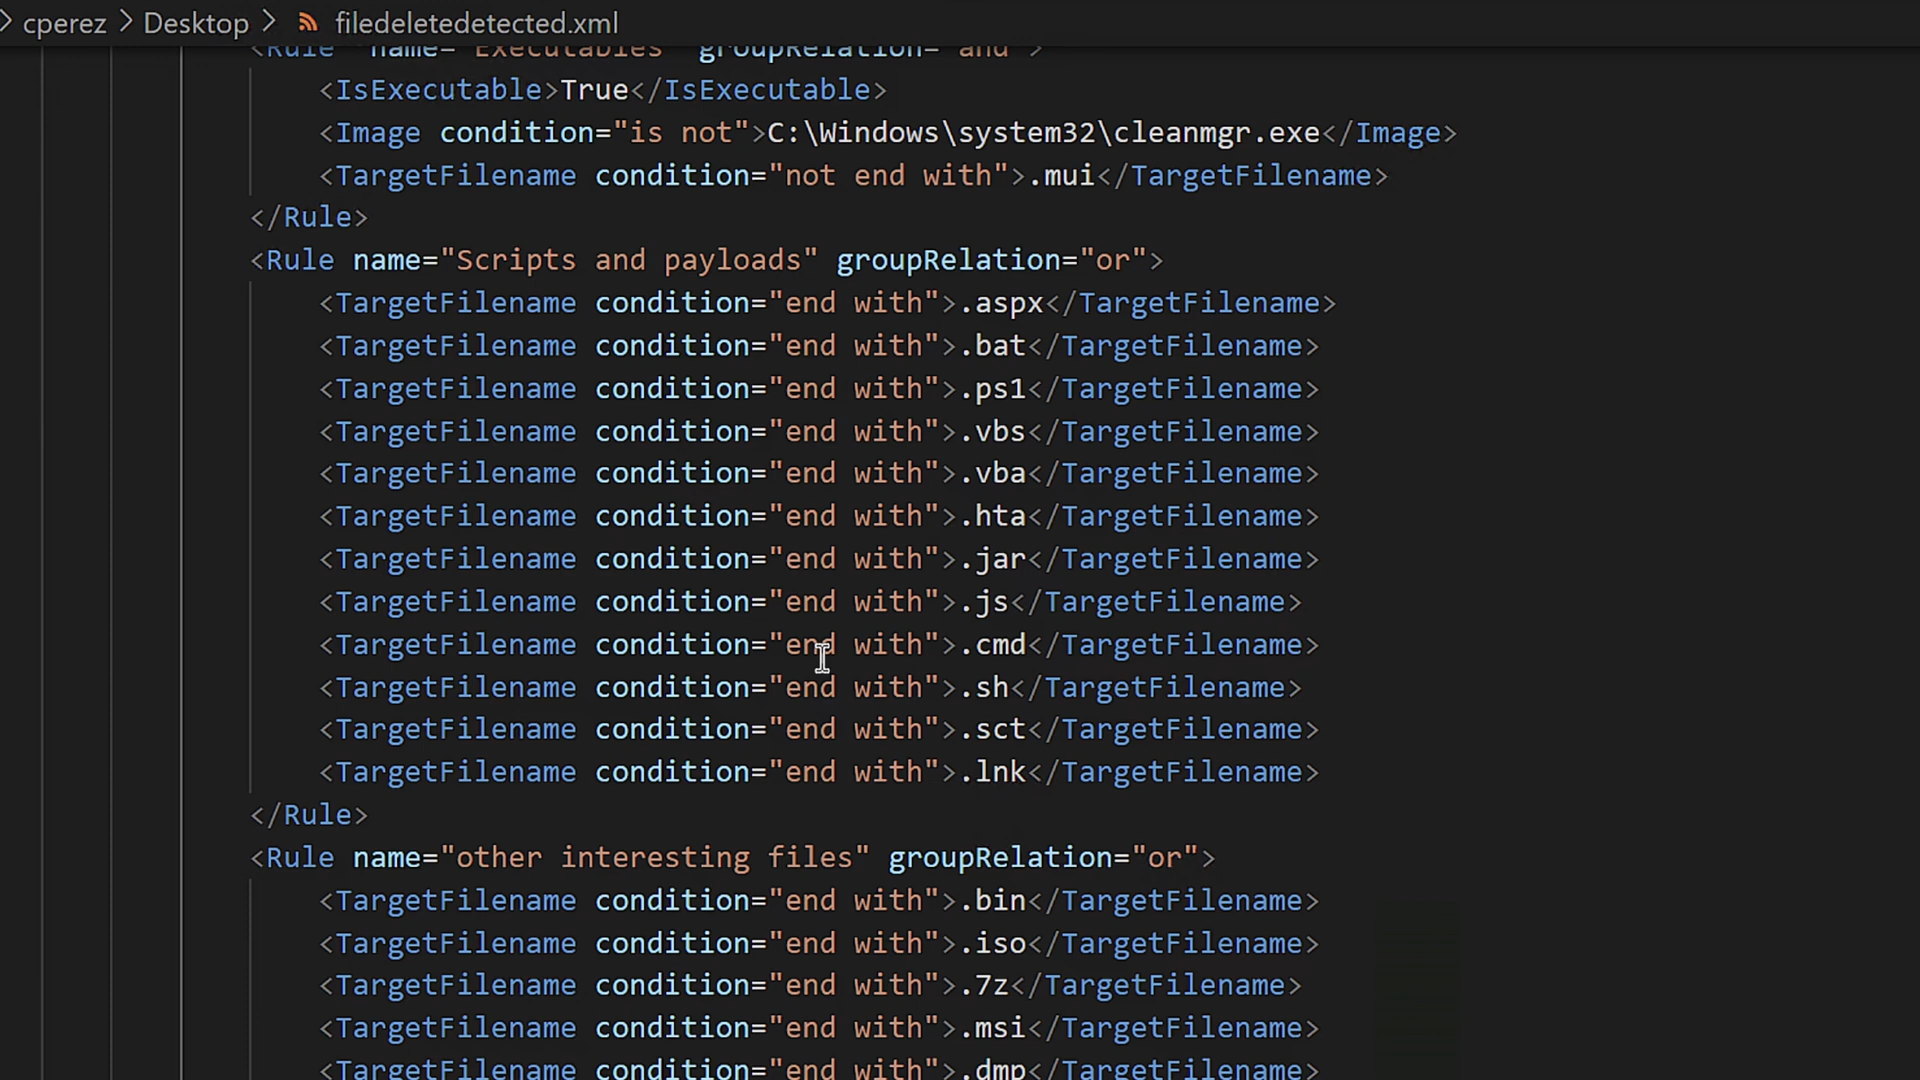 cperez > Desktop > filedeletedetected.xml
<Rule name="Executables" groupRelation="and">
<IsExecutable>True</IsExecutable>
<Image condition="is not">C:\Windows\system32\cleanmgr.exe</Image>
<TargetFilename condition="not end with">.mui</TargetFilename>
</Rule>
<Rule name="Scripts and payloads" groupRelation="or">
<TargetFilename condition="end with">.aspx</TargetFilename>
<TargetFilename condition="end with">.bat</TargetFilename>
<TargetFilename condition="end with">.ps1</TargetFilename>
<TargetFilename condition="end with">.vbs</TargetFilename>
<TargetFilename condition="end with">.vba</TargetFilename>
<TargetFilename condition="end with">.hta</TargetFilename>
<TargetFilename condition="end with">.jar</TargetFilename>
<TargetFilename condition="end with">.js</TargetFilename>
<TargetFilename condition="end with">.cmd</TargetFilename>
<TargetFilename condition="end with">.sh</TargetFilename>
<TargetFilename condition="end with">.sct</TargetFilename>
<TargetFilename condition="end with">.lnk</TargetFilename>
</Rule>
<Rule name="other interesting files" groupRelation="or">
<TargetFilename condition="end with">.bin</TargetFilename>
<TargetFilename condition="end with">.iso</TargetFilename>
<TargetFilename condition="end with">.7z</TargetFilename>
<TargetFilename condition="end with">.msi</TargetFilename>
<TargetFilename condition="end with">.dmp</TargetFilename>